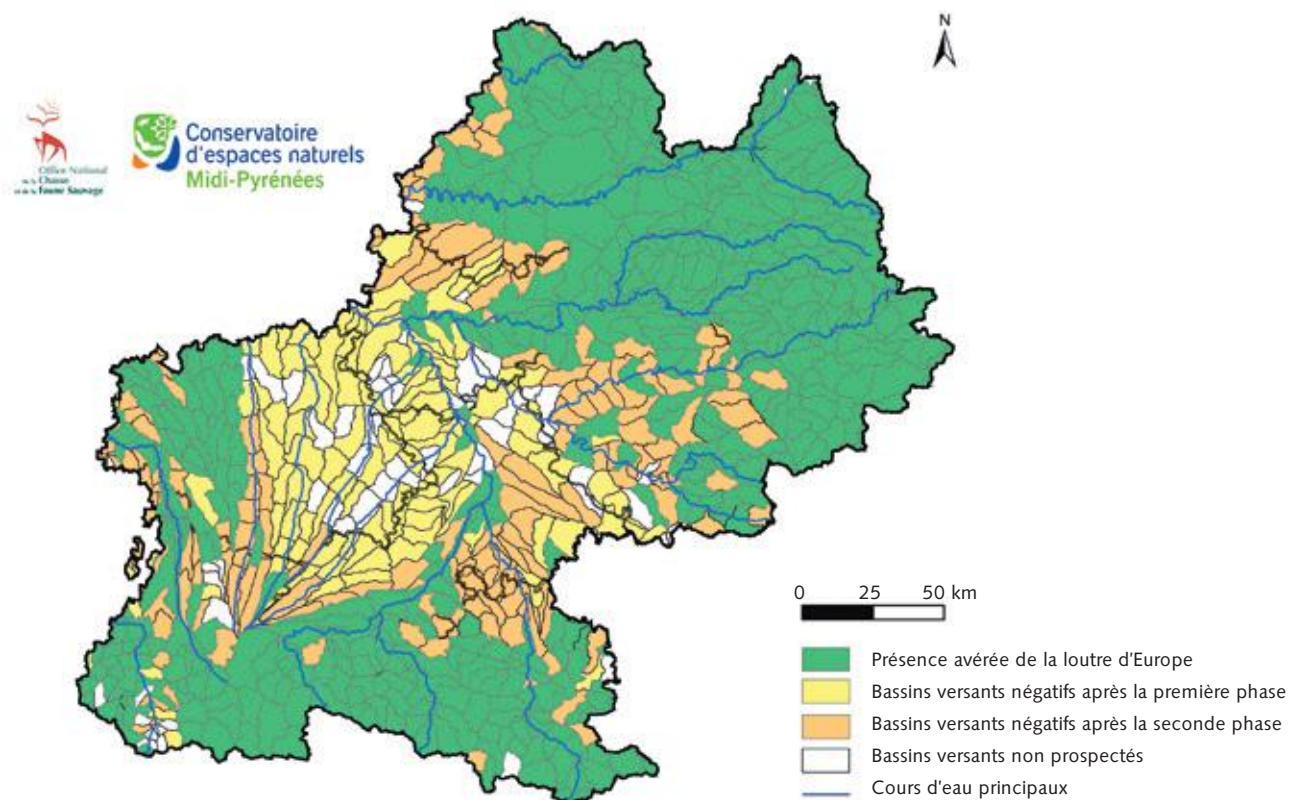 N
Office National
de la Chasse
et de la Faune Sauvage
Conservatoire
d'espaces naturels
Midi-Pyrénées
0 25 50 km
Présence avérée de la loutre d'Europe
Bassins versants négatifs après la première phase
Bassins versants négatifs après la seconde phase
Bassins versants non prospectés
Cours d'eau principaux